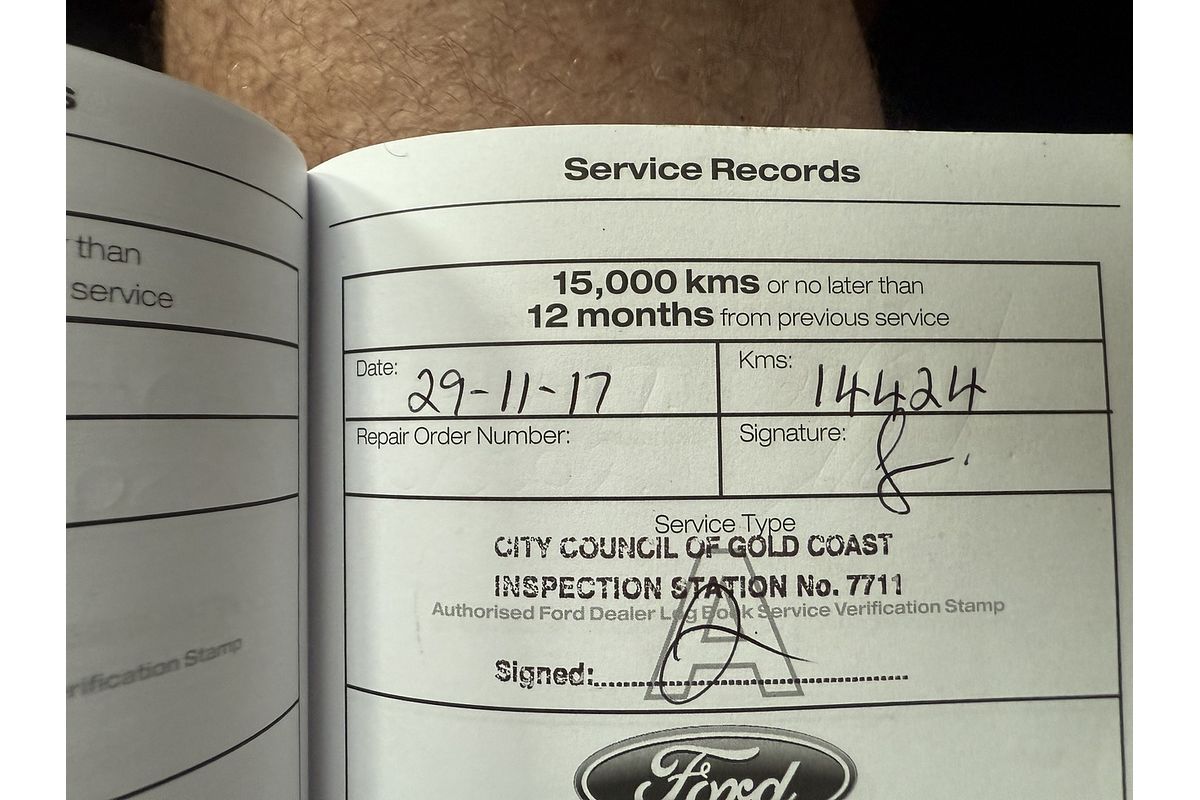 s
than
service
rification Stamp
Service Records
15,000 kms or no later than
12 months from previous service
Date: 29-11-17
Kms: 14424
Repair Order Number:
Signature:
Service Type
CITY COUNCIL OF GOLD COAST
INSPECTION STATION No. 7711
A
Authorised Ford Dealer Log Book Service Verification Stamp
Signed:
Ford